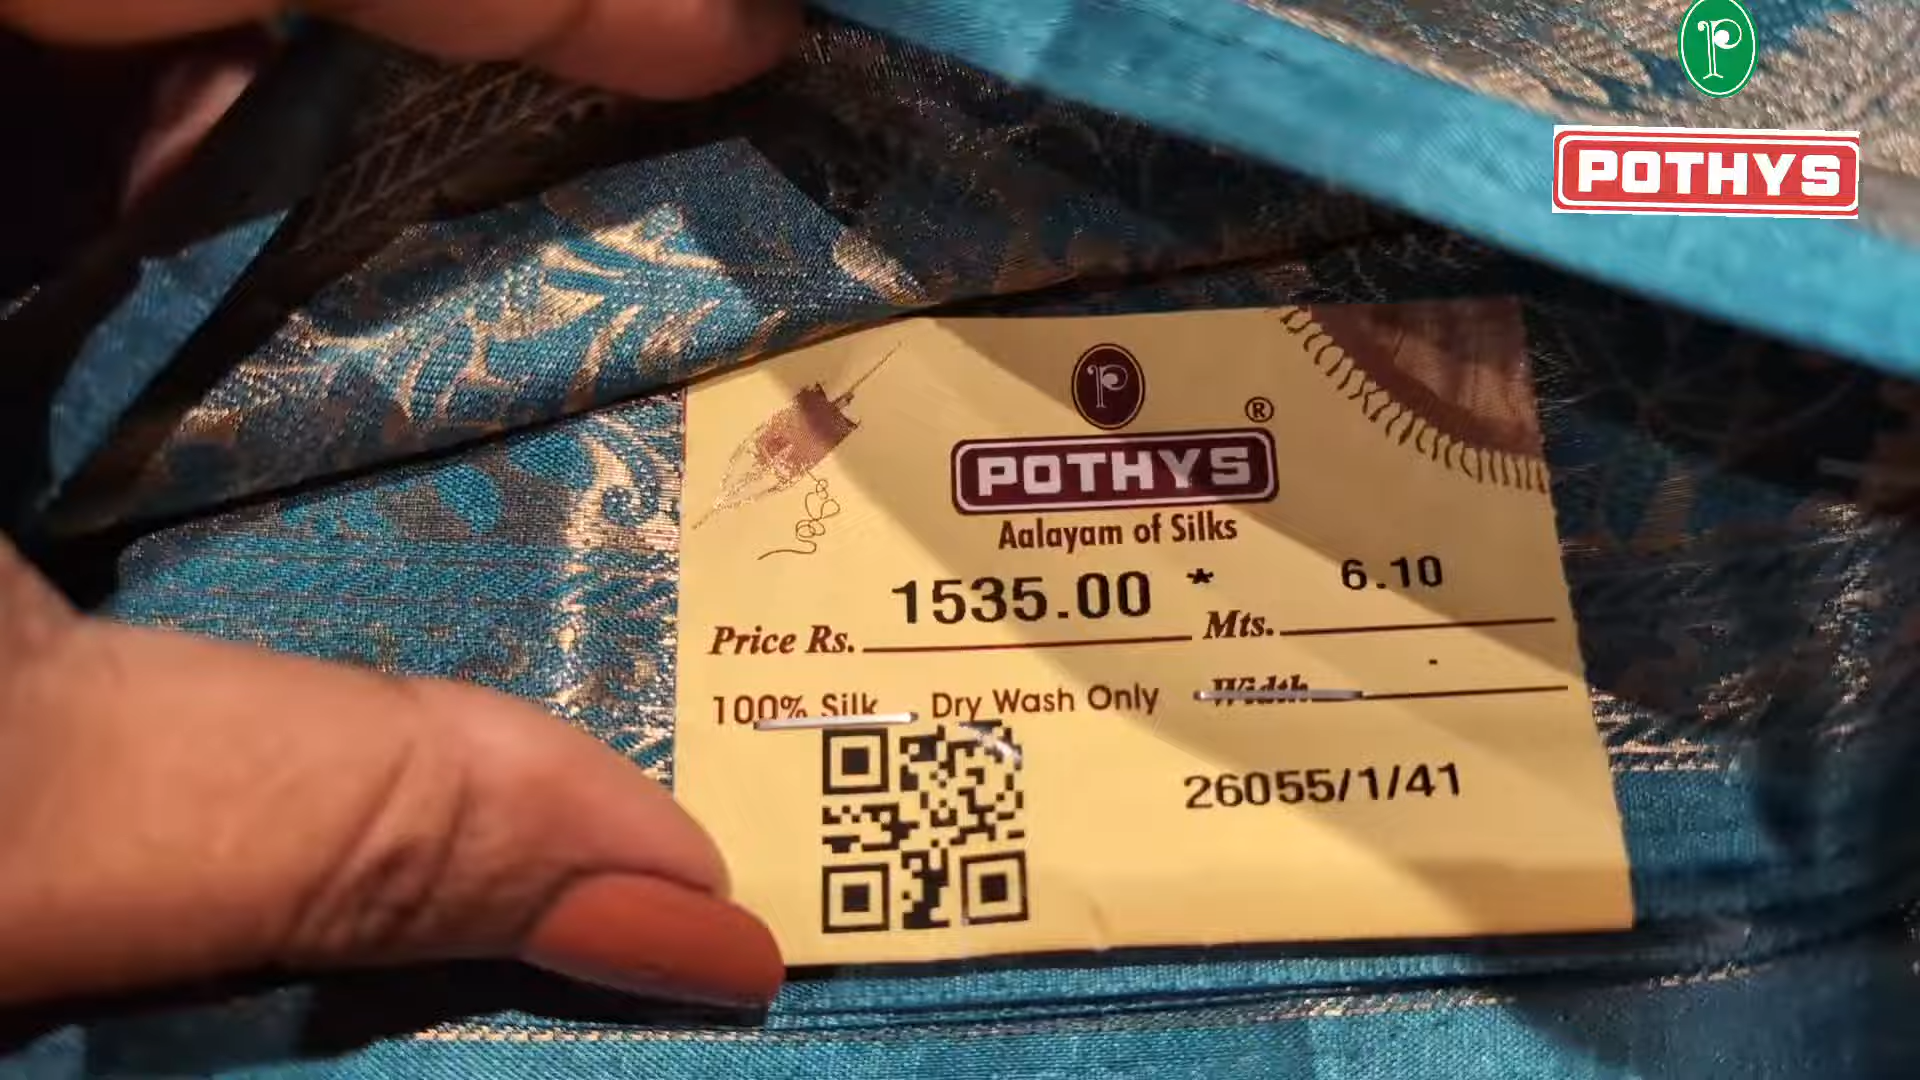 P
POTHYS
P
®
POTHYS
Aalayam of Silks
Price Rs. 1535.00 * Mts. 6.10
100% Silk Dry Wash Only Width -
26055/1/41